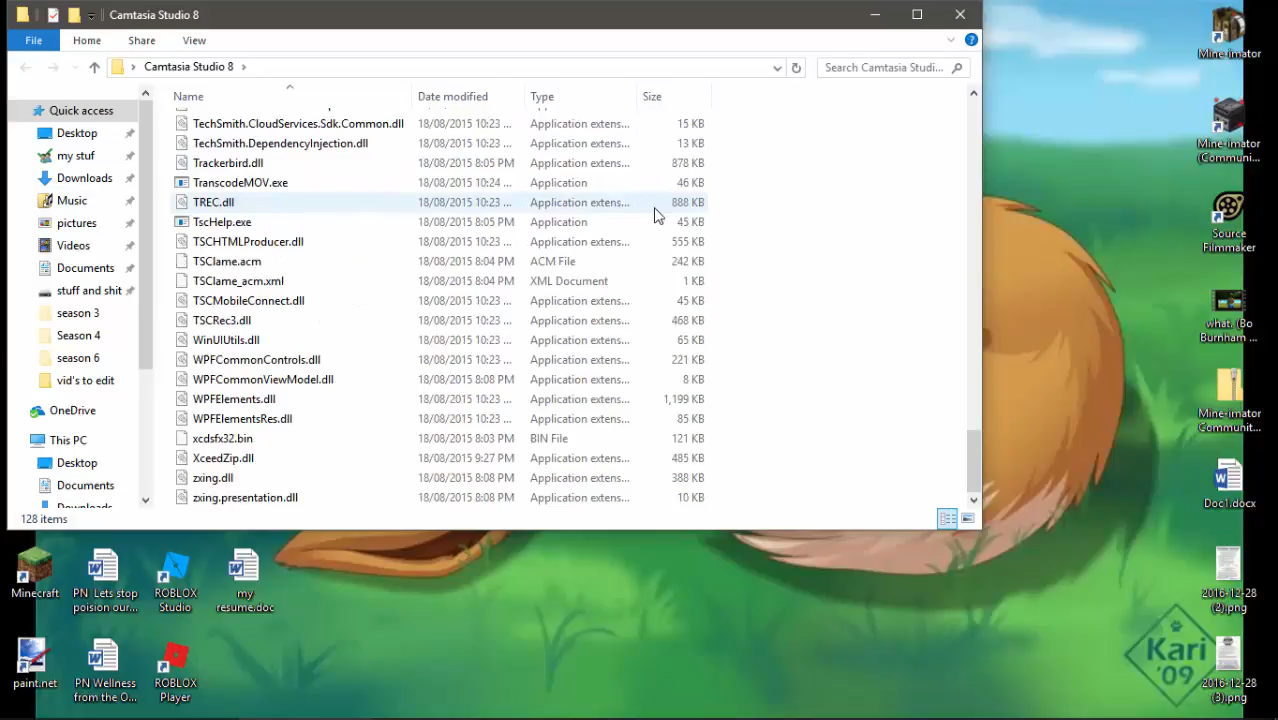 Camtasia Studio 8
File Home Share View
Camtasia Studio 8
Search Camtasia Studi...
Quick access
Desktop
my stuff
Downloads
Music
pictures
Videos
Documents
stuff and shit
season 3
Season 4
season 6
vid's to edit
OneDrive
This PC
Desktop
Documents
Downloads
Name Date modified Type Size
TechSmith.CloudServices.Sdk.Common.dll 18/08/2015 10:23 ... Application extens... 15 KB
TechSmith.DependencyInjection.dll 18/08/2015 10:23 ... Application extens... 13 KB
Trackerbird.dll 18/08/2015 8:05 PM Application extens... 878 KB
TranscodeMOV.exe 18/08/2015 10:24 ... Application 46 KB
TREC.dll 18/08/2015 10:23 ... Application extens... 888 KB
TscHelp.exe 18/08/2015 8:05 PM Application 45 KB
TSCHTMLProducer.dll 18/08/2015 10:23 ... Application extens... 555 KB
TSClame.acm 18/08/2015 8:04 PM ACM File 242 KB
TSClame_acm.xml 18/08/2015 8:04 PM XML Document 1 KB
TSCMobileConnect.dll 18/08/2015 10:23 ... Application extens... 45 KB
TSCRec3.dll 18/08/2015 10:23 ... Application extens... 468 KB
WinUIUtils.dll 18/08/2015 10:23 ... Application extens... 65 KB
WPFCommonControls.dll 18/08/2015 10:23 ... Application extens... 221 KB
WPFCommonViewModel.dll 18/08/2015 8:08 PM Application extens... 8 KB
WPFElements.dll 18/08/2015 10:23 ... Application extens... 1,199 KB
WPFElementsRes.dll 18/08/2015 10:23 ... Application extens... 85 KB
xcdsfx32.bin 18/08/2015 8:03 PM BIN File 121 KB
XceedZip.dll 18/08/2015 9:27 PM Application extens... 485 KB
zxing.dll 18/08/2015 8:08 PM Application extens... 388 KB
zxing.presentation.dll 18/08/2015 8:08 PM Application extens... 10 KB
128 items
Mine-imator
Mine-imator
(Communi...
Source
Filmmaker
what. (Bo
Burnham ...
Mine-imator
Communit...
Doc1.docx
2016-12-28
(2).png
2016-12-28
(3).png
Minecraft
PN Lets stop
poision our...
ROBLOX
Studio
my
resume.doc
paint.net
PN Wellness
from the O...
ROBLOX
Player
Kari
'09